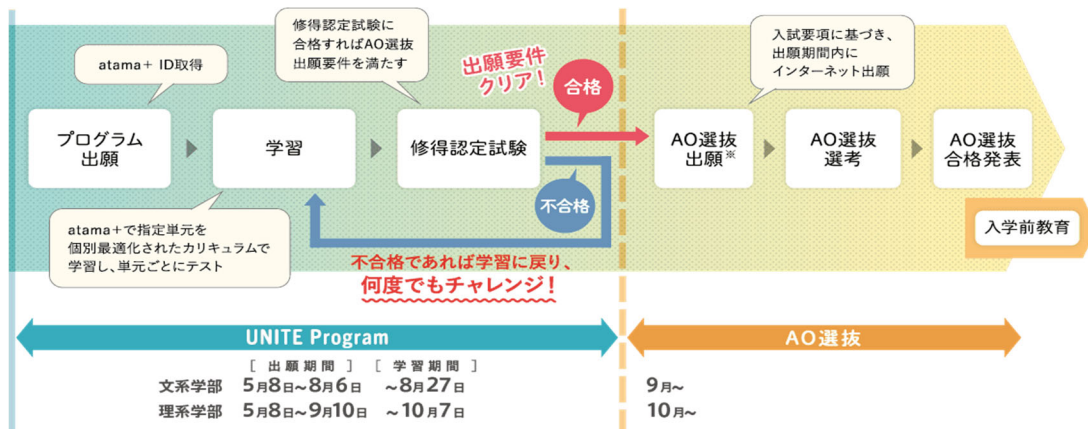 atama+ ID取得
修得認定試験に
合格すればAO選抜
出願要件を満たす
出願要件
クリア！
合格
入試要項に基づき、
出願期間内に
インターネット出願
プログラム
出願
学習
修得認定試験
AO選抜
出願※
AO選抜
選考
AO選抜
合格発表
不合格
入学前教育
atama+で指定単元を
個別最適化されたカリキュラムで
学習し、単元ごとにテスト
不合格であれば学習に戻り、
何度でもチャレンジ！
UNITE Program
AO選抜
[ 出願期間 ] [ 学習期間 ]
文系学部 5月8日〜8月6日 〜8月27日 9月〜
理系学部 5月8日〜9月10日 〜10月7日 10月〜